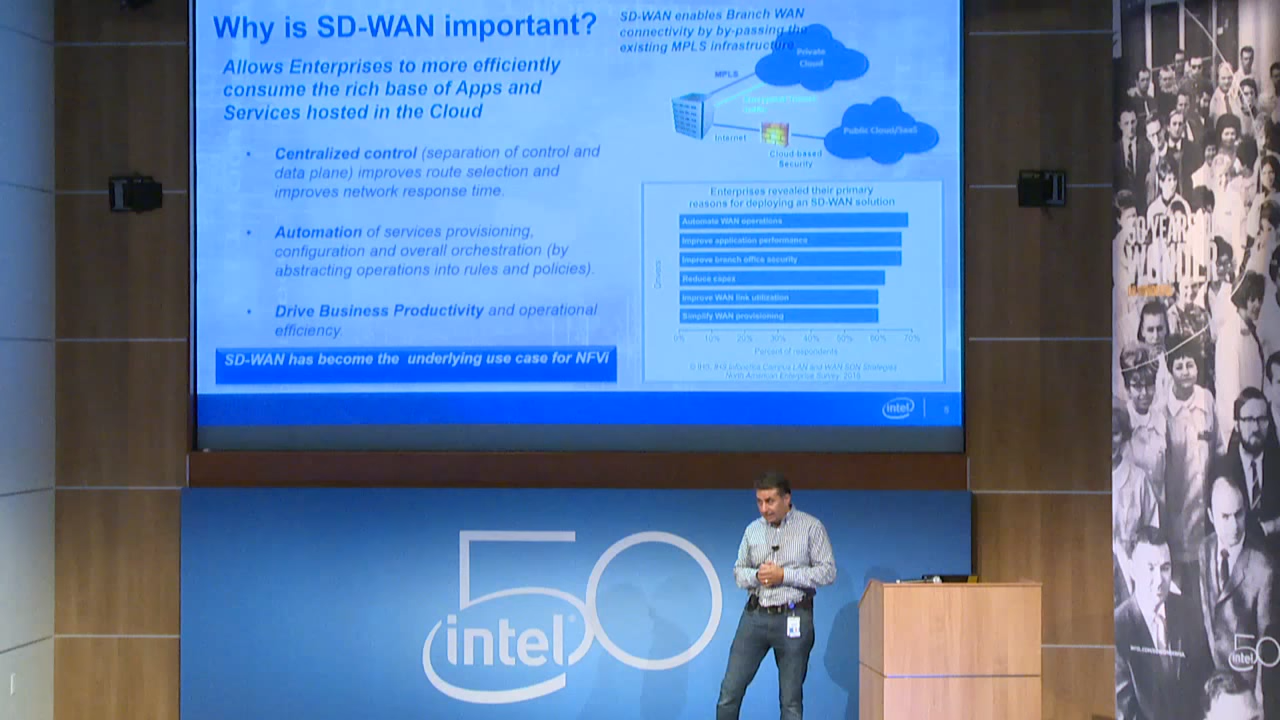 Why is SD-WAN important?
Allows Enterprises to more efficiently
consume the rich base of Apps and
Services hosted in the Cloud
• Centralized control (separation of control and
data plane) improves route selection and
improves network response time.
• Automation of services provisioning,
configuration and overall orchestration (by
abstracting operations into rules and policies).
• Drive Business Productivity and operational
efficiency.
SD-WAN has become the underlying use case for NFVi
SD-WAN enables Branch WAN
connectivity by by-passing the
existing MPLS infrastructure
Private
Cloud
MPLS
Internet
Public Cloud/SaaS
Cloud based
Security
Enterprises revealed their primary
reasons for deploying an SD-WAN solution
Drivers
Automate WAN operations
Improve application performance
Improve branch office security
Reduce capex
Improve WAN link utilization
Simplify WAN provisioning
0% 10% 20% 30% 40% 50% 60% 70%
Percent of respondents
intel
8
50
intel
50 YEARS
WONDER
intel 50